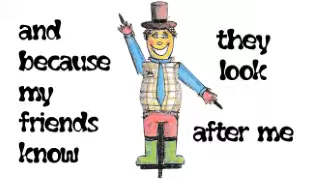 and
because
my
friends
know
they
look
after me